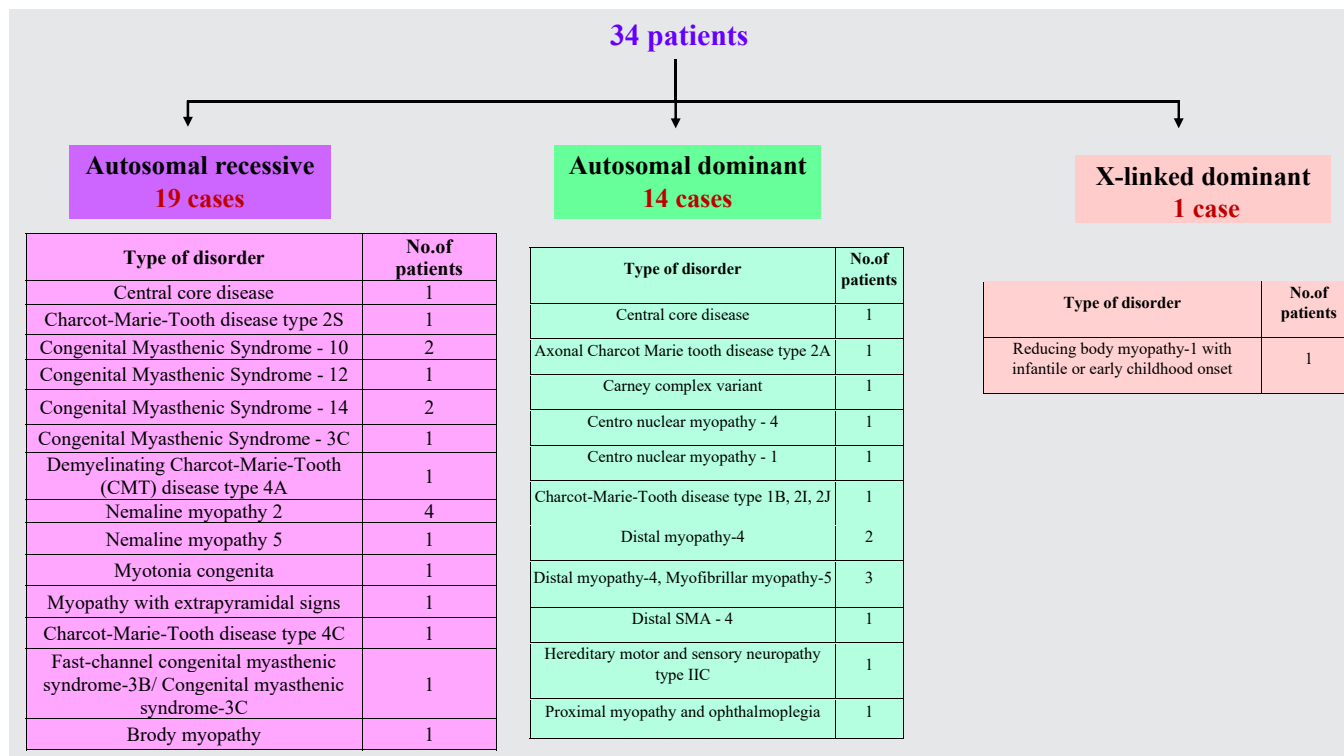 34 patients
Autosomal recessive
19 cases
Type of disorder
No.of
patients
Central core disease
1
Charcot-Marie-Tooth disease type 2S
1
Congenital Myasthenic Syndrome - 10
2
Congenital Myasthenic Syndrome - 12
1
Congenital Myasthenic Syndrome - 14
2
Congenital Myasthenic Syndrome - 3C
1
Demyelinating Charcot-Marie-Tooth
(CMT) disease type 4A
1
Nemaline myopathy 2
4
Nemaline myopathy 5
1
Myotonia congenita
1
Myopathy with extrapyramidal signs
1
Charcot-Marie-Tooth disease type 4C
1
Fast-channel congenital myasthenic
syndrome-3B/ Congenital myasthenic
syndrome-3C
1
Brody myopathy
1
Autosomal dominant
14 cases
Type of disorder
No.of
patients
Central core disease
1
Axonal Charcot Marie tooth disease type 2A
1
Carney complex variant
1
Centro nuclear myopathy - 4
1
Centro nuclear myopathy - 1
1
Charcot-Marie-Tooth disease type 1B, 2I, 2J
1
Distal myopathy-4
2
Distal myopathy-4, Myofibrillar myopathy-5
3
Distal SMA - 4
1
Hereditary motor and sensory neuropathy
type IIC
1
Proximal myopathy and ophthalmoplegia
1
X-linked dominant
1 case
Type of disorder
No.of
patients
Reducing body myopathy-1 with
infantile or early childhood onset
1